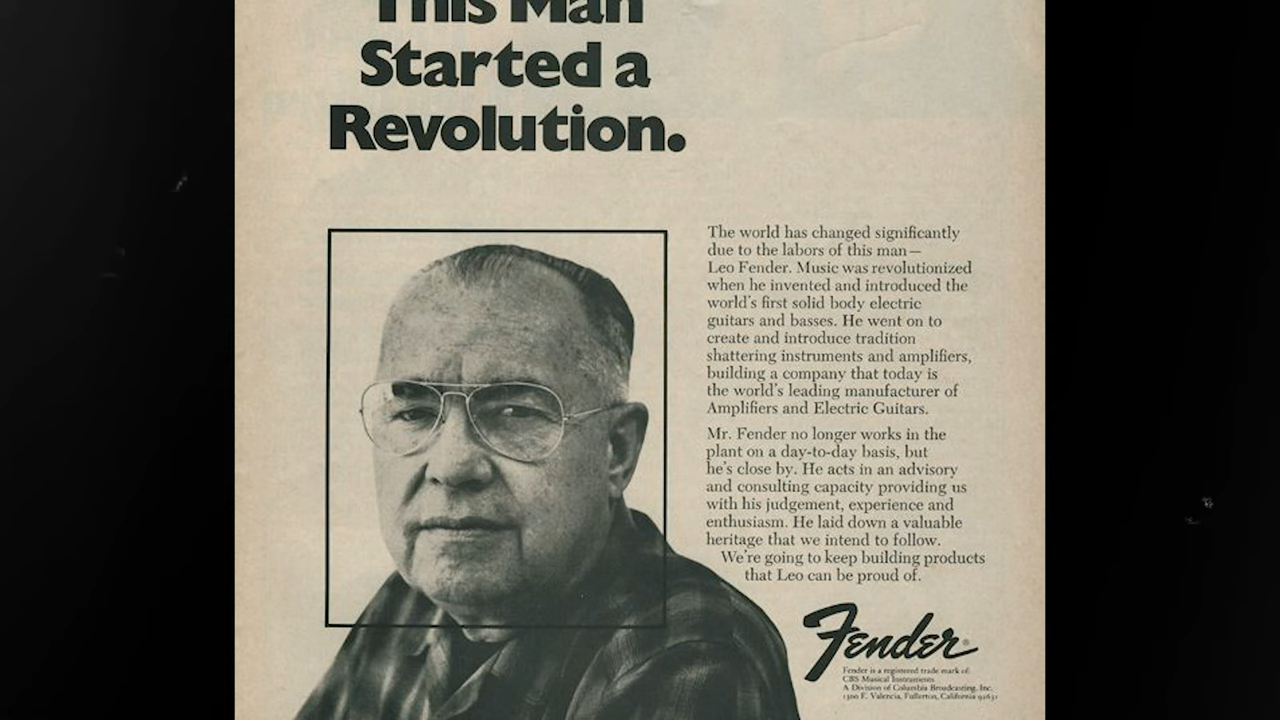 This Man
Started a
Revolution.
The world has changed significantly
due to the labors of this man—
Leo Fender. Music was revolutionized
when he invented and introduced the
world's first solid body electric
guitars and basses. He went on to
create and introduce tradition
shattering instruments and amplifiers,
building a company that today is
the world's leading manufacturer of
Amplifiers and Electric Guitars.
Mr. Fender no longer works in the
plant on a day-to-day basis, but
he's close by. He acts in an advisory
and consulting capacity providing us
with his judgement, experience and
enthusiasm. He laid down a valuable
heritage that we intend to follow.
We're going to keep building products
that Leo can be proud of.
Fender®
Fender is a registered trade mark of:
CBS Musical Instruments
A Division of Columbia Broadcasting, Inc.
1300 E. Valencia, Fullerton, California 92631